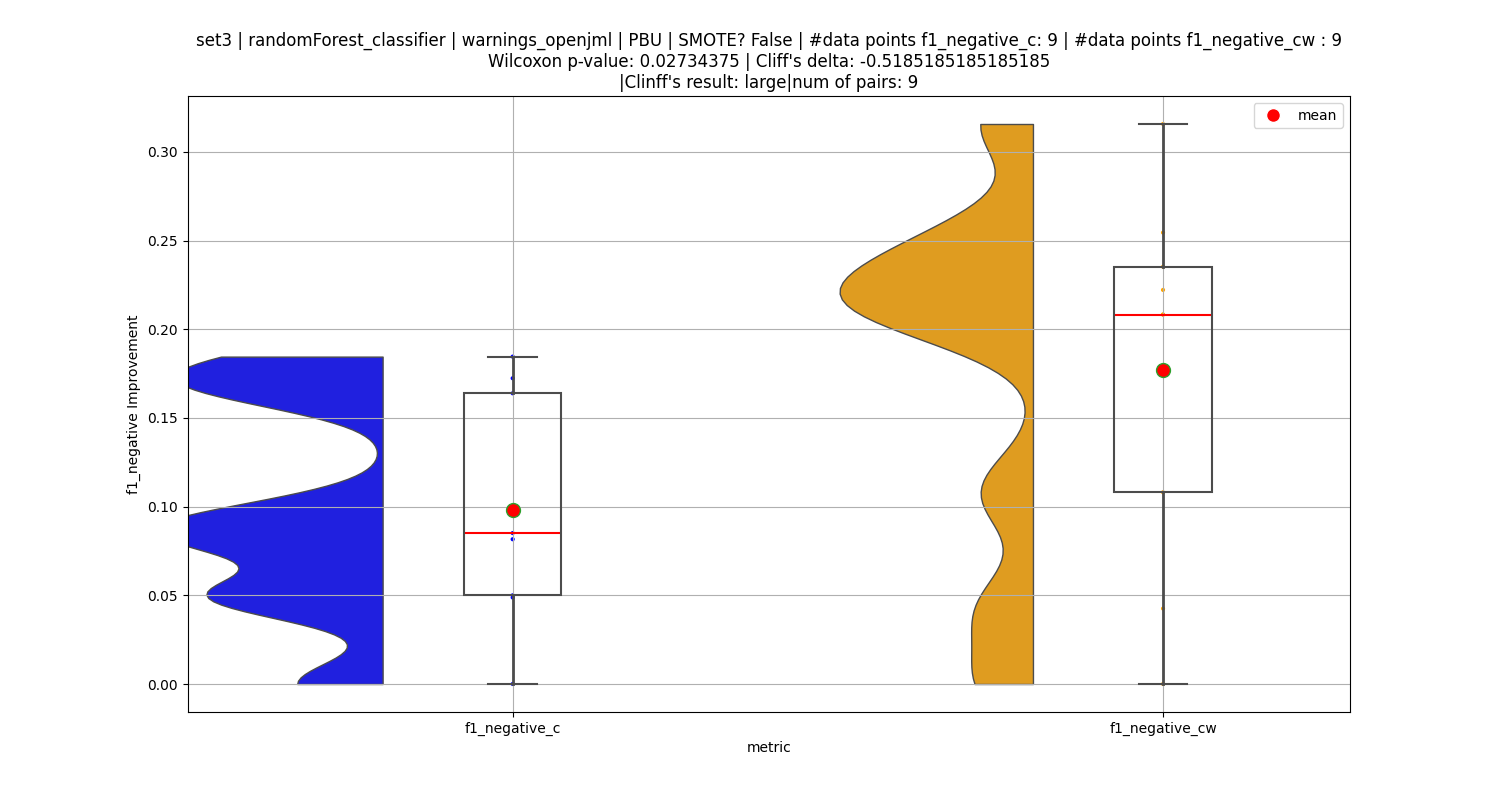 set3 | randomForest_classifier | warnings_openjml | PBU | SMOTE? False | #data points f1_negative_c: 9 | #data points f1_negative_cw : 9
Wilcoxon p-value: 0.02734375 | Cliff's delta: -0.5185185185185185
|Clinff's result: large|num of pairs: 9
mean
0.30
0.25
0.20
0.15
0.10
0.05
0.00
f1_negative Improvement
f1_negative_c
f1_negative_cw
metric